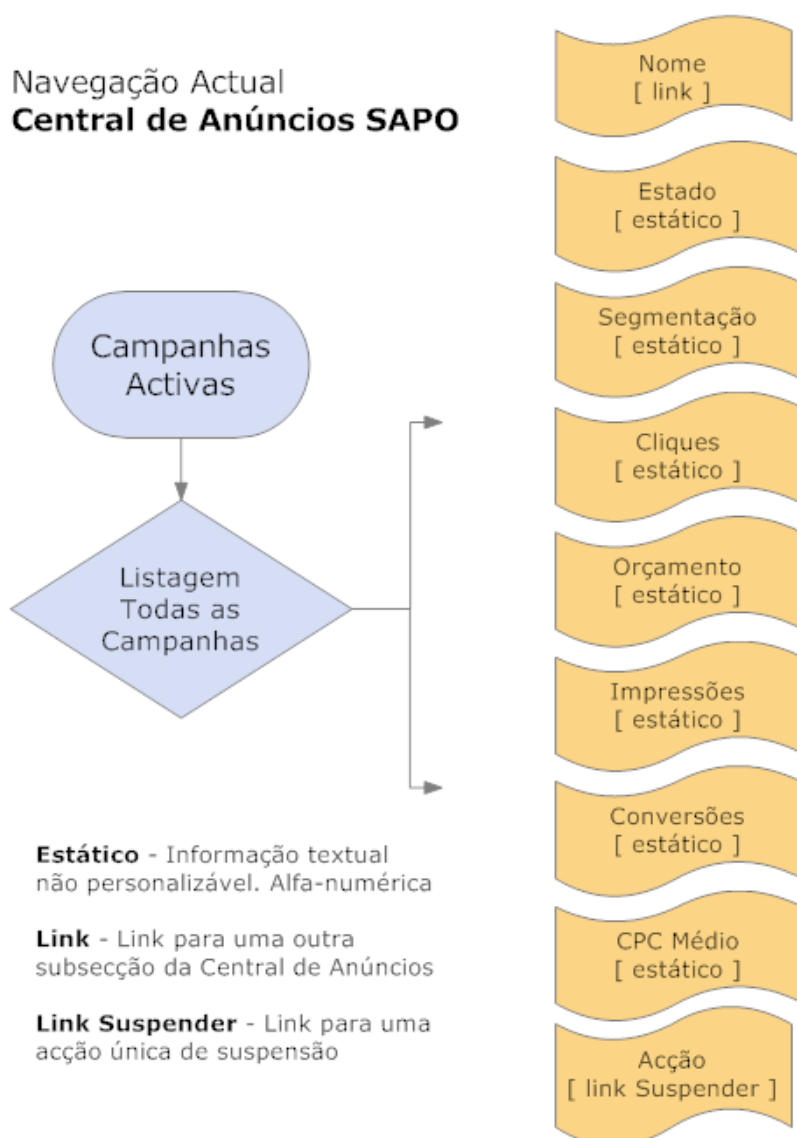 Navegação Actual
Central de Anúncios SAPO
Campanhas
Activas
Listagem
Todas as
Campanhas
Estático - Informação textual
não personalizável. Alfa-numérica
Link - Link para uma outra
subsecção da Central de Anúncios
Link Suspender - Link para uma
acção única de suspensão
Nome
[ link ]
Estado
[ estático ]
Segmentação
[ estático ]
Cliques
[ estático ]
Orçamento
[ estático ]
Impressões
[ estático ]
Conversões
[ estático ]
CPC Médio
[ estático ]
Acção
[ link Suspender ]